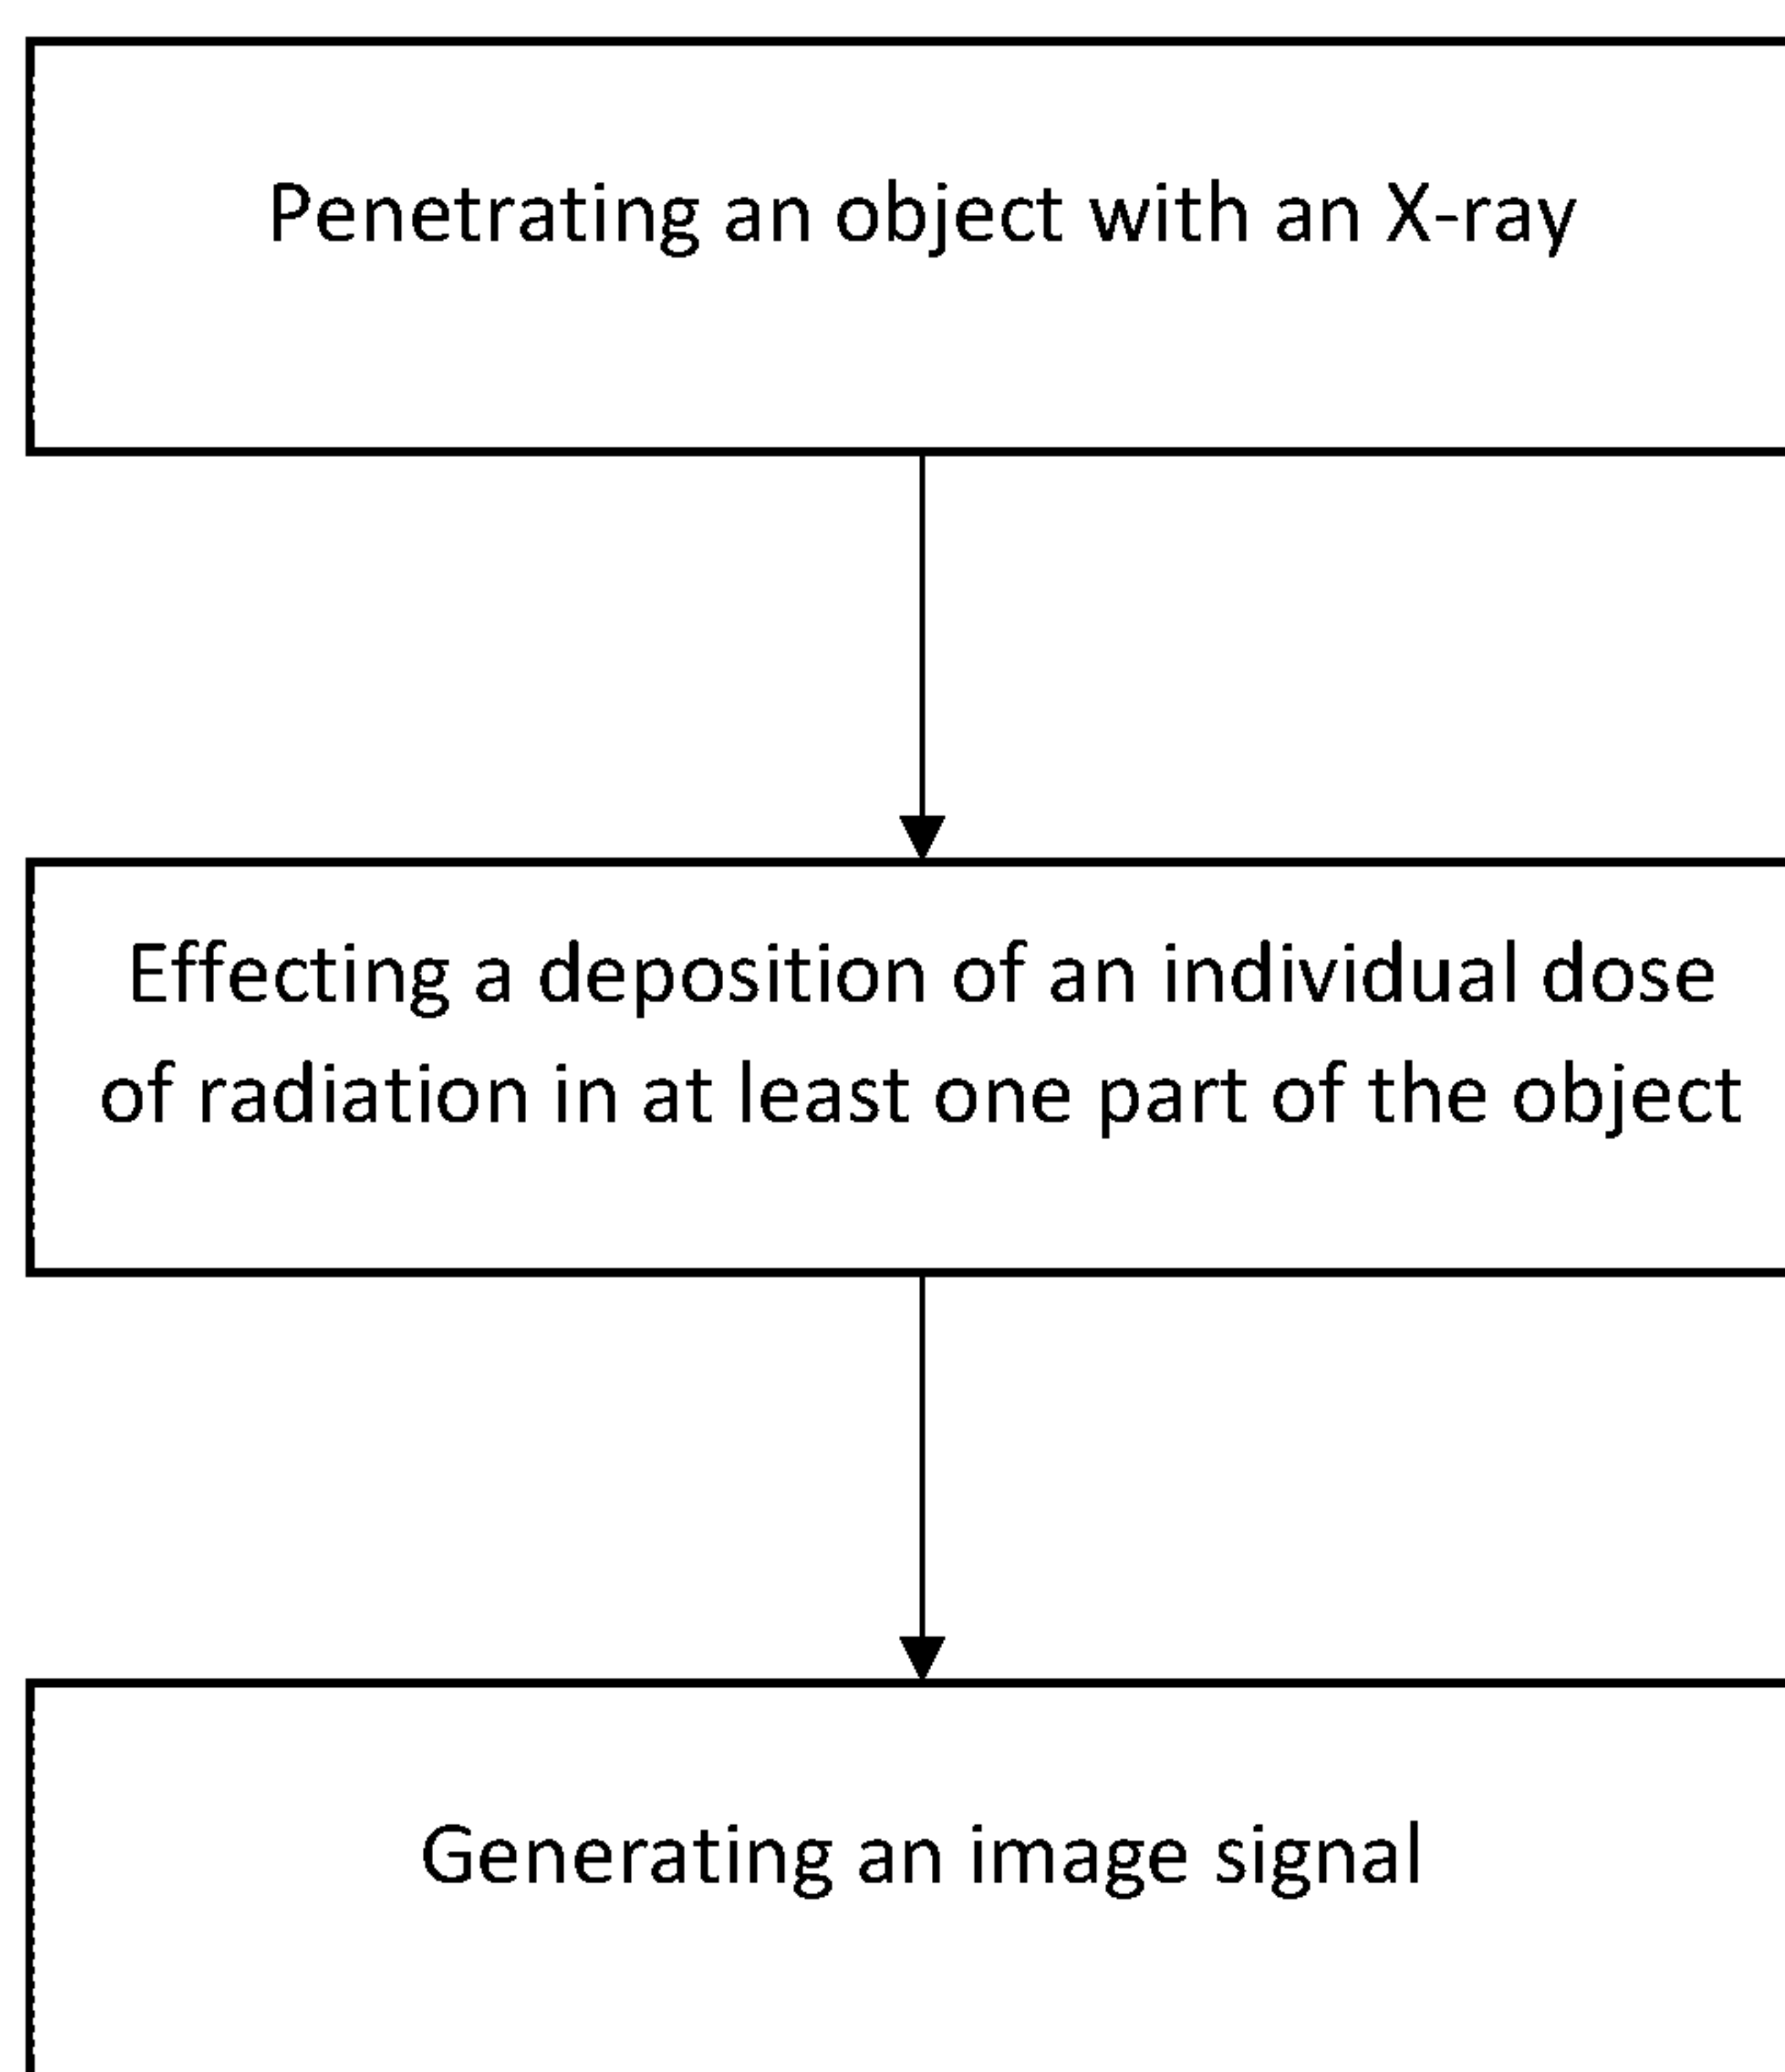 Penetrating an object with an X-ray
Effecting a deposition of an individual dose
of radiation in at least one part of the object
Generating an image signal